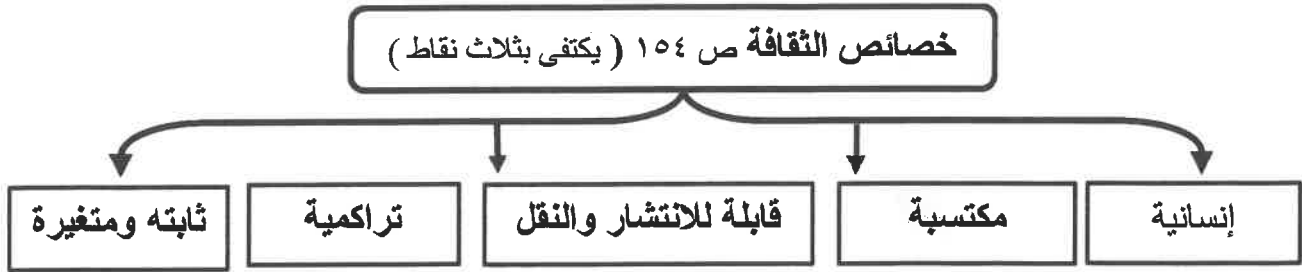 خصائص الثقافة ص ١٥٤ ( يكتفى بثلاث نقاط )
إنسانية
مكتسبة
قابلة للانتشار والنقل
تراكمية
ثابته ومتغيرة